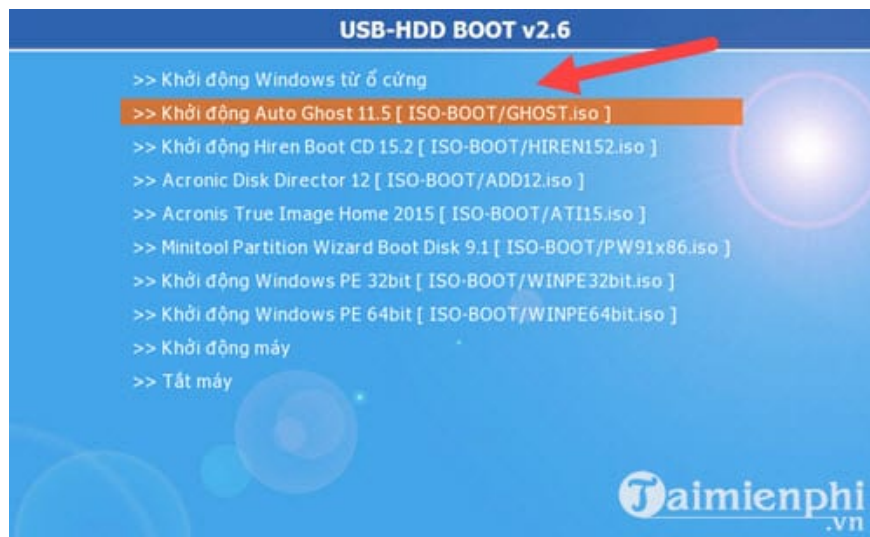 USB-HDD BOOT v2.6
>> Khởi động Windows từ ổ cứng
>> Khởi động Auto Ghost 11.5 [ ISO-BOOT/GHOST.iso ]
>> Khởi động Hiren Boot CD 15.2 [ ISO-BOOT/HIREN152.iso ]
>> Acronic Disk Director 12 [ ISO-BOOT/ADD12.iso ]
>> Acronis True Image Home 2015 [ ISO-BOOT/ATI15.iso ]
>> Minitool Partition Wizard Boot Disk 9.1 [ ISO-BOOT/PW91x86.iso ]
>> Khởi động Windows PE 32bit [ ISO-BOOT/WINPE32bit.iso ]
>> Khởi động Windows PE 64bit [ ISO-BOOT/WINPE64bit.iso ]
>> Khởi động máy
>> Tắt máy
Taimienphi
.vn